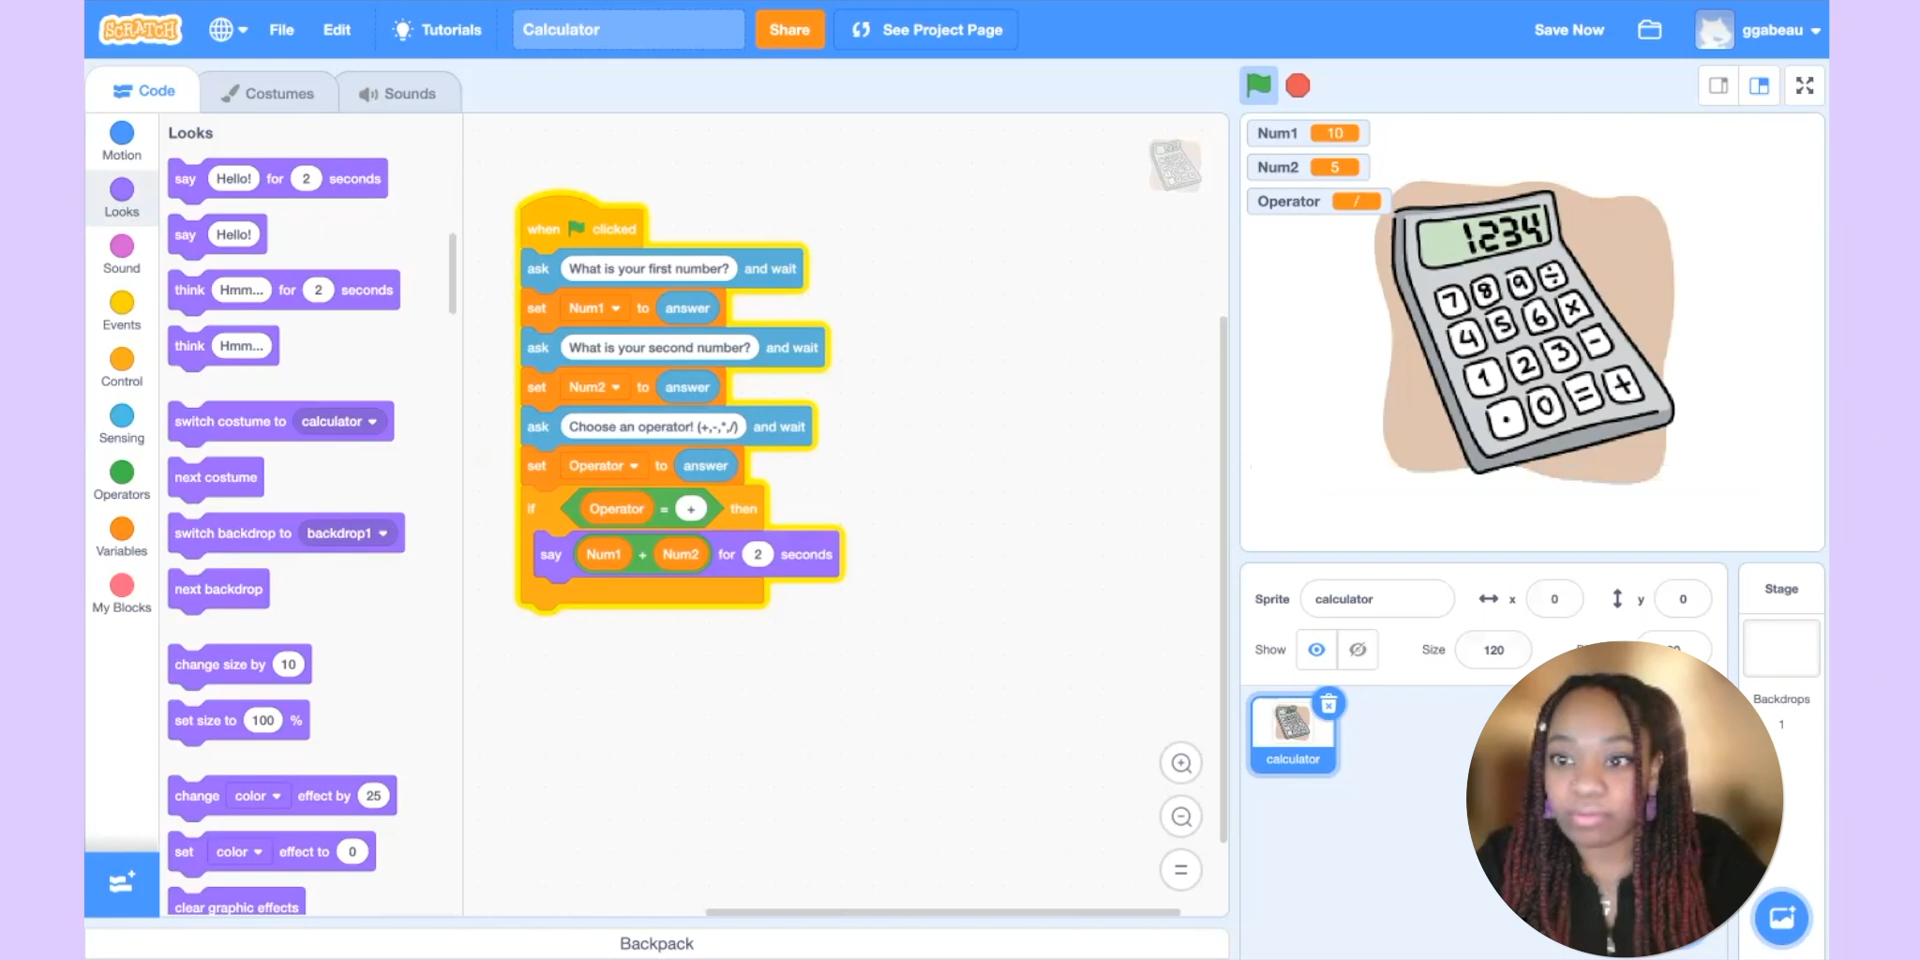 SCRATCH File Edit Tutorials Calculator Share See Project Page Save Now ggabeau
Code Costumes Sounds
Motion
Looks
Sound
Events
Control
Sensing
Operators
Variables
My Blocks
Looks
say Hello! for 2 seconds
say Hello!
think Hmm... for 2 seconds
think Hmm...
switch costume to calculator
next costume
switch backdrop to backdrop1
next backdrop
change size by 10
set size to 100 %
change color effect by 25
set color effect to 0
clear graphic effects
when clicked
ask What is your first number? and wait
set Num1 to answer
ask What is your second number? and wait
set Num2 to answer
ask Choose an operator! (+,-,*,/) and wait
set Operator to answer
if Operator = + then
say Num1 + Num2 for 2 seconds
Backpack
Num1 10
Num2 5
Operator /
1234
7 8 9 ÷
4 5 6 x
1 2 3 -
. 0 = +
Sprite calculator x 0 y 0
Show Size 120
calculator
Stage
Backdrops
1